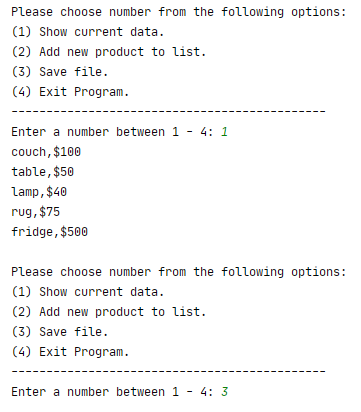 Please choose number from the following options:
(1) Show current data.
(2) Add new product to list.
(3) Save file.
(4) Exit Program.
---------------------------------------------
Enter a number between 1 - 4: 1
couch,$100
table,$50
lamp,$40
rug,$75
fridge,$500
Please choose number from the following options:
(1) Show current data.
(2) Add new product to list.
(3) Save file.
(4) Exit Program.
---------------------------------------------
Enter a number between 1 - 4: 3